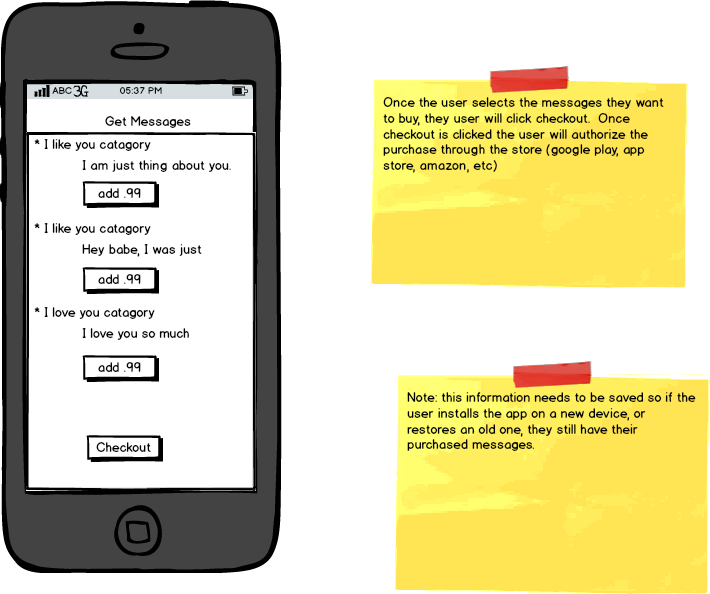 ABC 3G 05:37 PM
Get Messages
* I like you catagory
I am just thing about you.
add .99
* I like you catagory
Hey babe, I was just
add .99
* I love you catagory
I love you so much
add .99
Checkout
Once the user selects the messages they want
to buy, they user will click checkout. Once
checkout is clicked the user will authorize the
purchase through the store (google play, app
store, amazon, etc)
Note: this information needs to be saved so if the
user installs the app on a new device, or
restores an old one, they still have their
purchased messages.